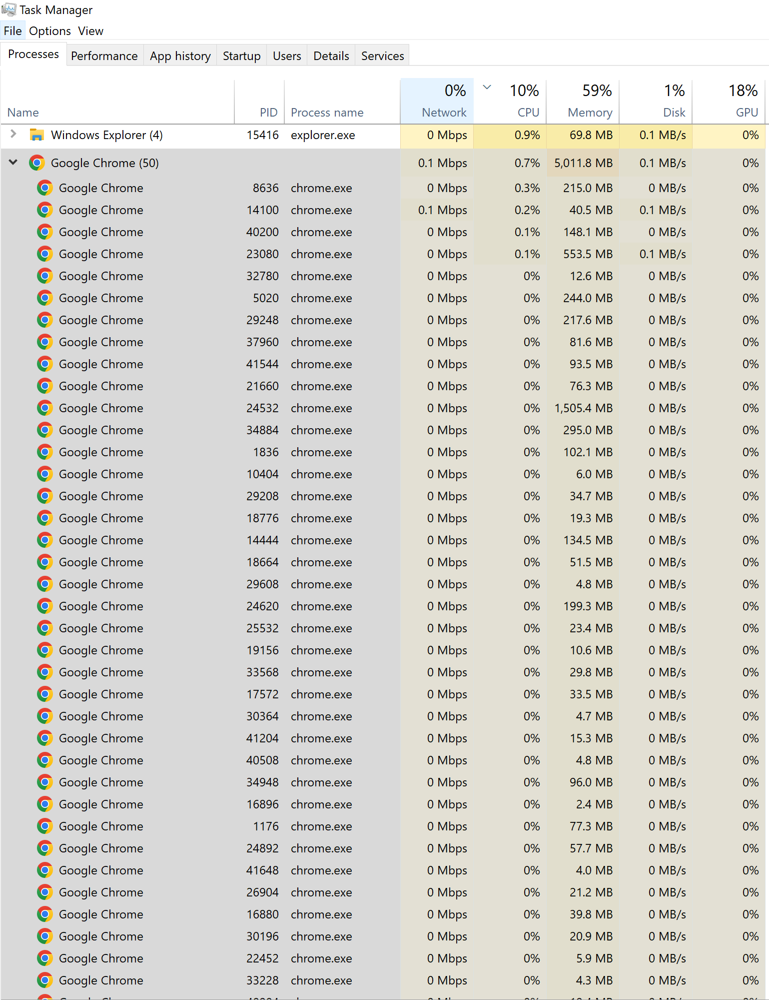 Task Manager
File Options View
Processes Performance App history Startup Users Details Services
0% 10% 59% 1% 18%
Name PID Process name Network CPU Memory Disk GPU
Windows Explorer (4) 15416 explorer.exe 0 Mbps 0.9% 69.8 MB 0.1 MB/s 0%
Google Chrome (50) 0.1 Mbps 0.7% 5,011.8 MB 0.1 MB/s 0%
Google Chrome 8636 chrome.exe 0 Mbps 0.3% 215.0 MB 0 MB/s 0%
Google Chrome 14100 chrome.exe 0.1 Mbps 0.2% 40.5 MB 0.1 MB/s 0%
Google Chrome 40200 chrome.exe 0 Mbps 0.1% 148.1 MB 0 MB/s 0%
Google Chrome 23080 chrome.exe 0 Mbps 0.1% 553.5 MB 0.1 MB/s 0%
Google Chrome 32780 chrome.exe 0 Mbps 0% 12.6 MB 0 MB/s 0%
Google Chrome 5020 chrome.exe 0 Mbps 0% 244.0 MB 0 MB/s 0%
Google Chrome 29248 chrome.exe 0 Mbps 0% 217.6 MB 0 MB/s 0%
Google Chrome 37960 chrome.exe 0 Mbps 0% 81.6 MB 0 MB/s 0%
Google Chrome 41544 chrome.exe 0 Mbps 0% 93.5 MB 0 MB/s 0%
Google Chrome 21660 chrome.exe 0 Mbps 0% 76.3 MB 0 MB/s 0%
Google Chrome 24532 chrome.exe 0 Mbps 0% 1,505.4 MB 0 MB/s 0%
Google Chrome 34884 chrome.exe 0 Mbps 0% 295.0 MB 0 MB/s 0%
Google Chrome 1836 chrome.exe 0 Mbps 0% 102.1 MB 0 MB/s 0%
Google Chrome 10404 chrome.exe 0 Mbps 0% 6.0 MB 0 MB/s 0%
Google Chrome 29208 chrome.exe 0 Mbps 0% 34.7 MB 0 MB/s 0%
Google Chrome 18776 chrome.exe 0 Mbps 0% 19.3 MB 0 MB/s 0%
Google Chrome 14444 chrome.exe 0 Mbps 0% 134.5 MB 0 MB/s 0%
Google Chrome 18664 chrome.exe 0 Mbps 0% 51.5 MB 0 MB/s 0%
Google Chrome 29608 chrome.exe 0 Mbps 0% 4.8 MB 0 MB/s 0%
Google Chrome 24620 chrome.exe 0 Mbps 0% 199.3 MB 0 MB/s 0%
Google Chrome 25532 chrome.exe 0 Mbps 0% 23.4 MB 0 MB/s 0%
Google Chrome 19156 chrome.exe 0 Mbps 0% 10.6 MB 0 MB/s 0%
Google Chrome 33568 chrome.exe 0 Mbps 0% 29.8 MB 0 MB/s 0%
Google Chrome 17572 chrome.exe 0 Mbps 0% 33.5 MB 0 MB/s 0%
Google Chrome 30364 chrome.exe 0 Mbps 0% 4.7 MB 0 MB/s 0%
Google Chrome 41204 chrome.exe 0 Mbps 0% 15.3 MB 0 MB/s 0%
Google Chrome 40508 chrome.exe 0 Mbps 0% 4.8 MB 0 MB/s 0%
Google Chrome 34948 chrome.exe 0 Mbps 0% 96.0 MB 0 MB/s 0%
Google Chrome 16896 chrome.exe 0 Mbps 0% 2.4 MB 0 MB/s 0%
Google Chrome 1176 chrome.exe 0 Mbps 0% 77.3 MB 0 MB/s 0%
Google Chrome 24892 chrome.exe 0 Mbps 0% 57.7 MB 0 MB/s 0%
Google Chrome 41648 chrome.exe 0 Mbps 0% 4.0 MB 0 MB/s 0%
Google Chrome 26904 chrome.exe 0 Mbps 0% 21.2 MB 0 MB/s 0%
Google Chrome 16880 chrome.exe 0 Mbps 0% 39.8 MB 0 MB/s 0%
Google Chrome 30196 chrome.exe 0 Mbps 0% 20.9 MB 0 MB/s 0%
Google Chrome 22452 chrome.exe 0 Mbps 0% 5.9 MB 0 MB/s 0%
Google Chrome 33228 chrome.exe 0 Mbps 0% 4.3 MB 0 MB/s 0%